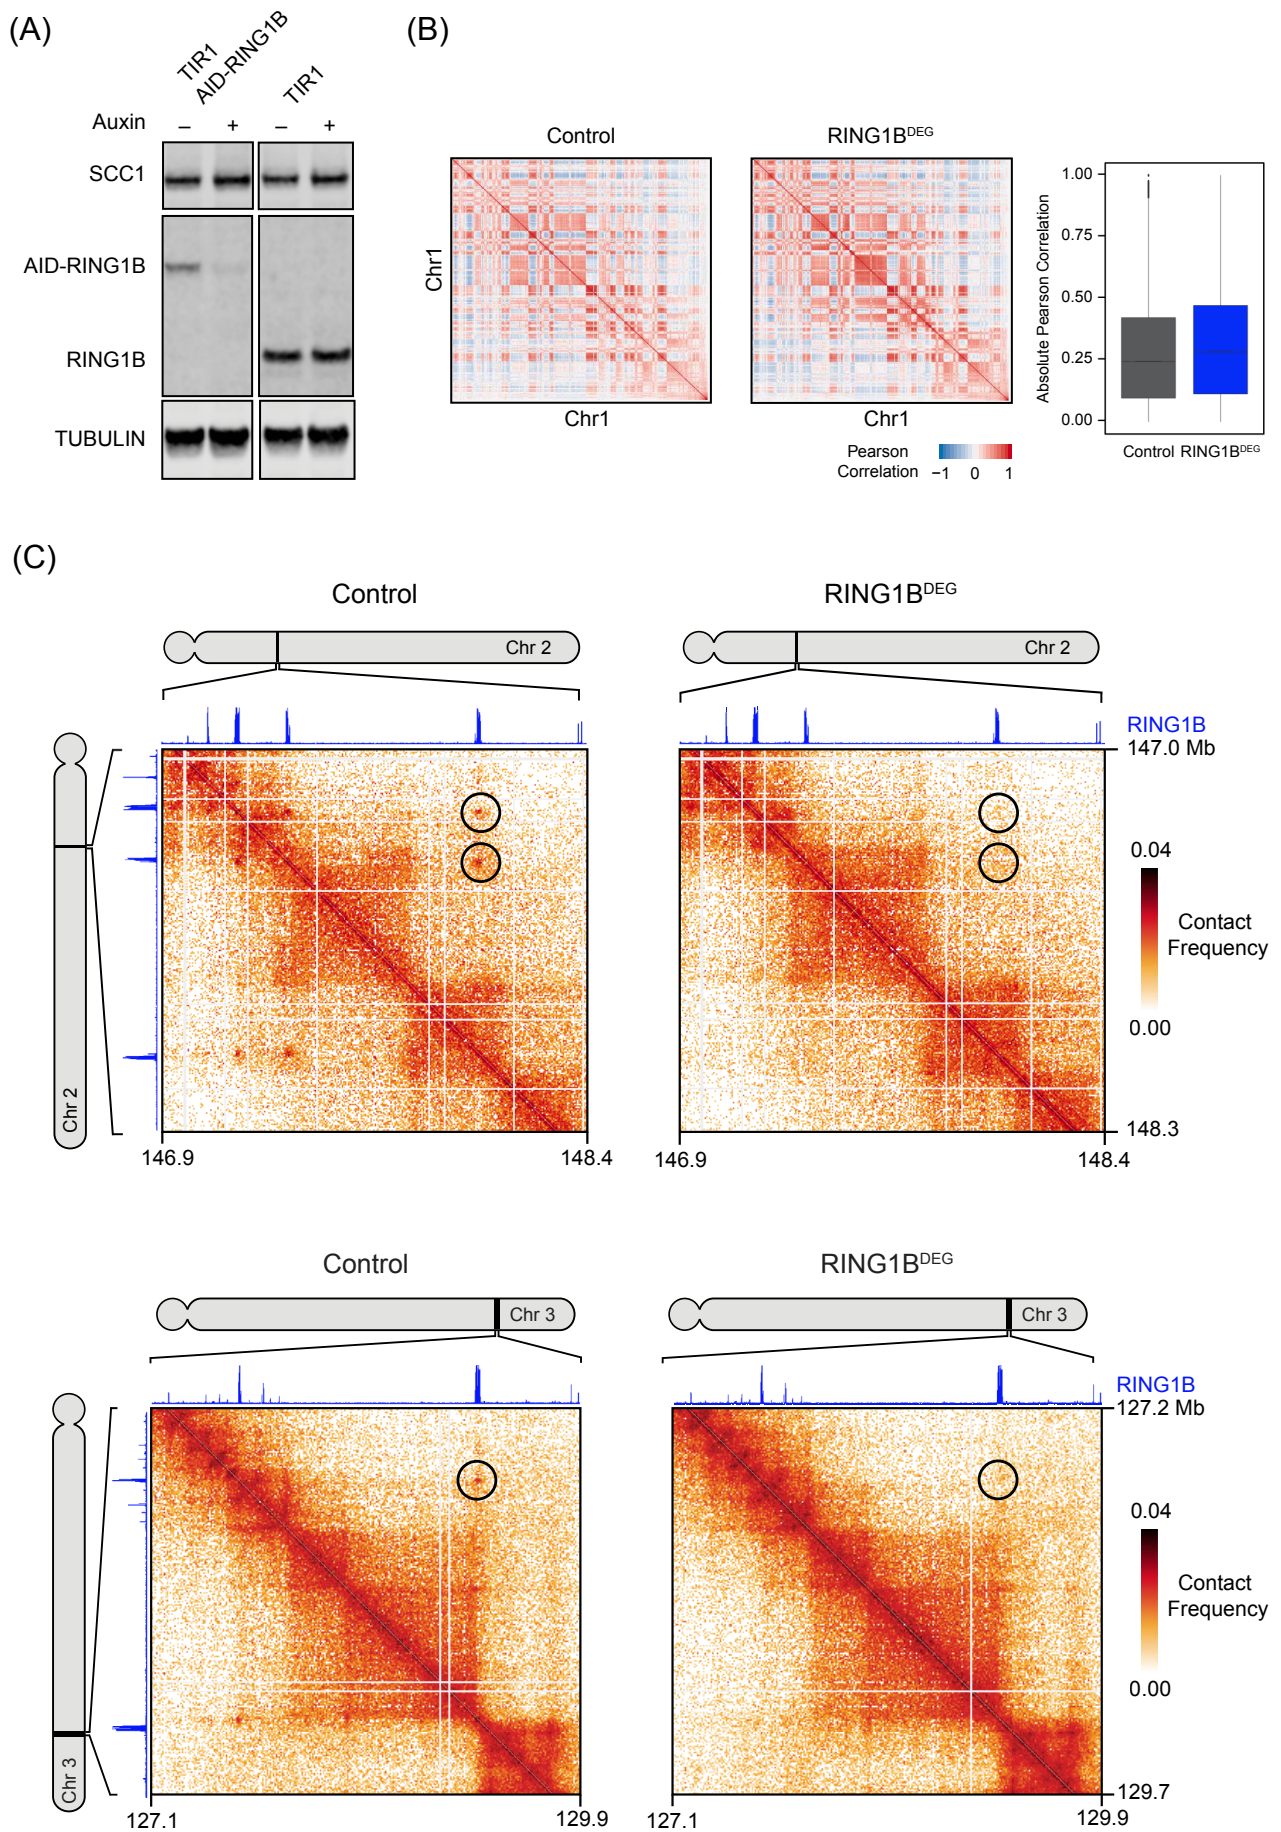 (A)
TIR1
AID-RING1B
TIR1
Auxin – + – +
SCC1
AID-RING1B
RING1B
TUBULIN
(B)
Control
RING1BDEG
Chr1
Chr1
Chr1
Pearson
Correlation
−1 0 1
Absolute Pearson Correlation
1.00
0.75
0.50
0.25
0.00
Control RING1BDEG
(C)
Control
RING1BDEG
Chr 2
Chr 2
RING1B
147.0 Mb
Chr 2
0.04
Contact
Frequency
0.00
148.3
146.9
148.4
146.9
148.4
Control
RING1BDEG
Chr 3
Chr 3
RING1B
127.2 Mb
Chr 3
0.04
Contact
Frequency
0.00
129.7
127.1
129.9
127.1
129.9